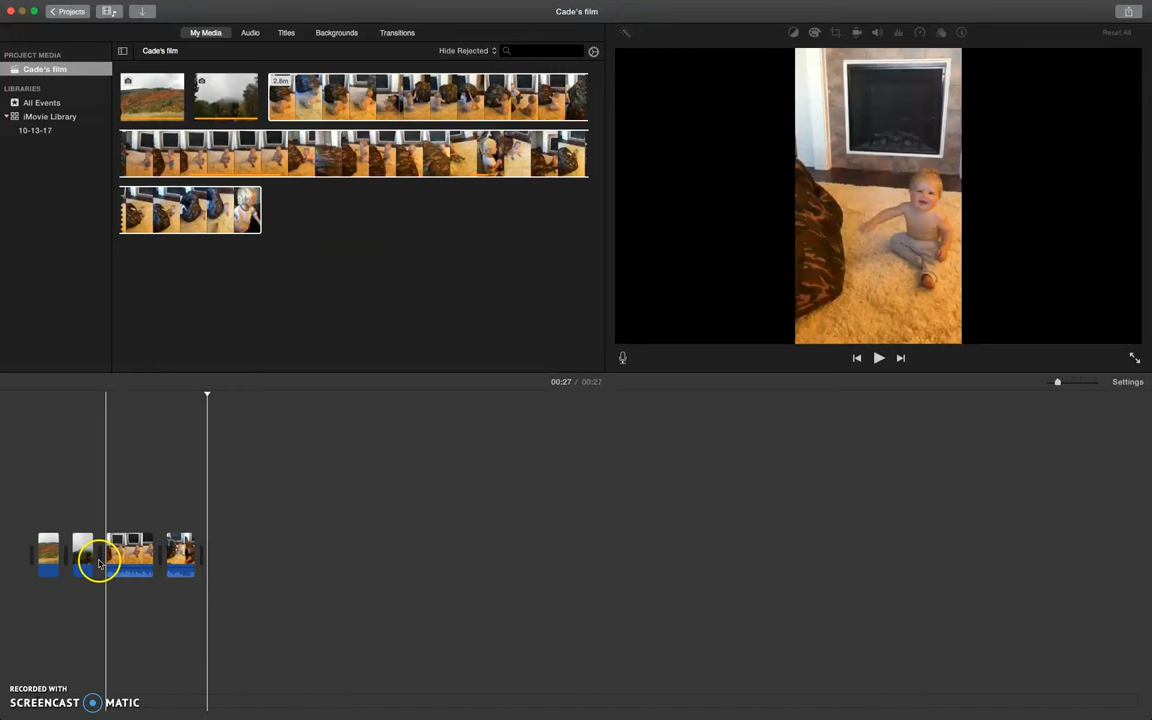 Projects
Cade's film
My Media Audio Titles Backgrounds Transitions
Reset All
PROJECT MEDIA
Cade's film
LIBRARIES
All Events
iMovie Library
10-13-17
Cade's film
Hide Rejected
2.8m
00:27 / 00:27
Settings
RECORDED WITH
SCREENCAST MATIC